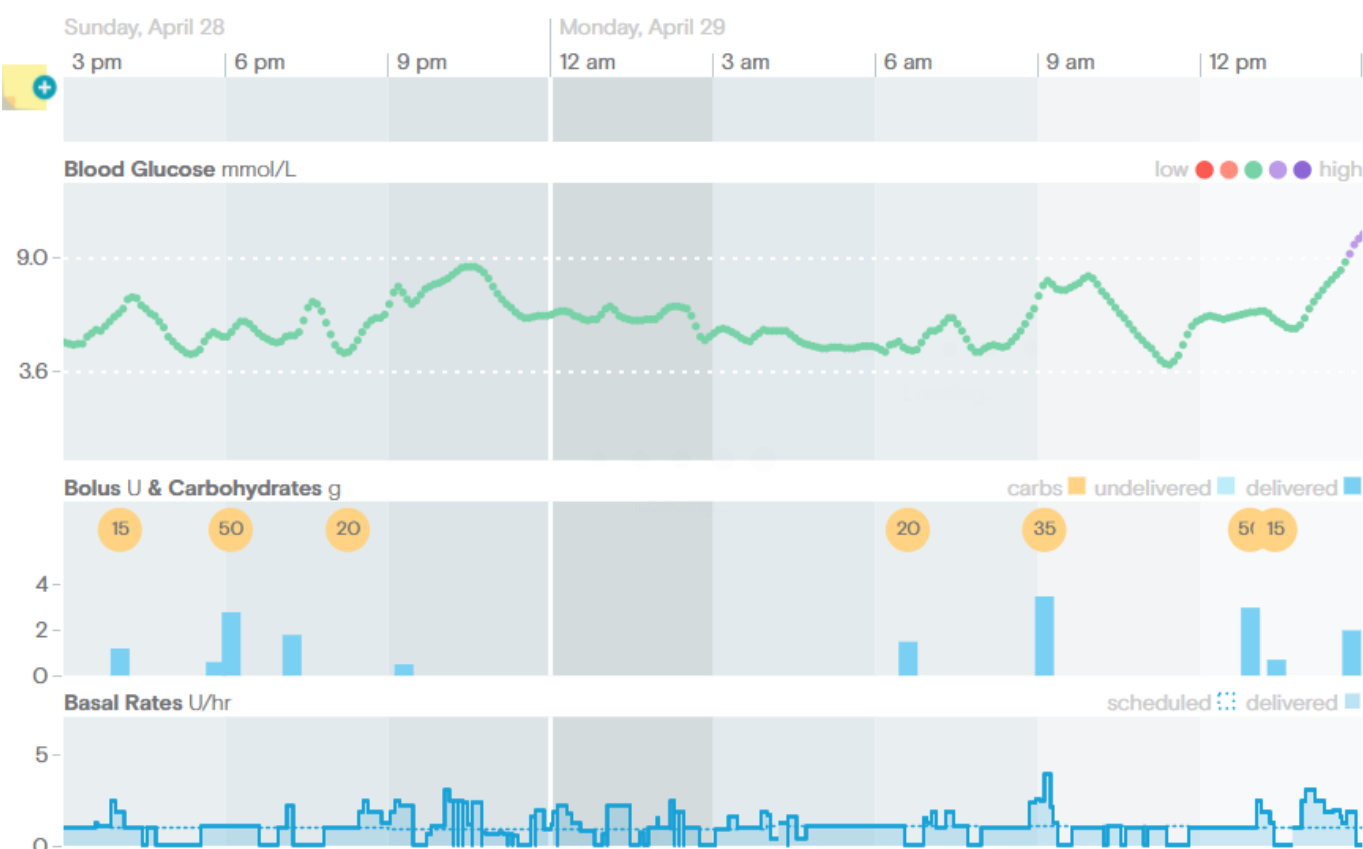 Sunday, April 28 Monday, April 29
3 pm 6 pm 9 pm 12 am 3 am 6 am 9 am 12 pm
Blood Glucose mmol/L low high
9.0
3.6
Bolus U & Carbohydrates g carbs undelivered delivered
15 50 20 20 35 15
4
2
0
Basal Rates U/hr scheduled delivered
5
0